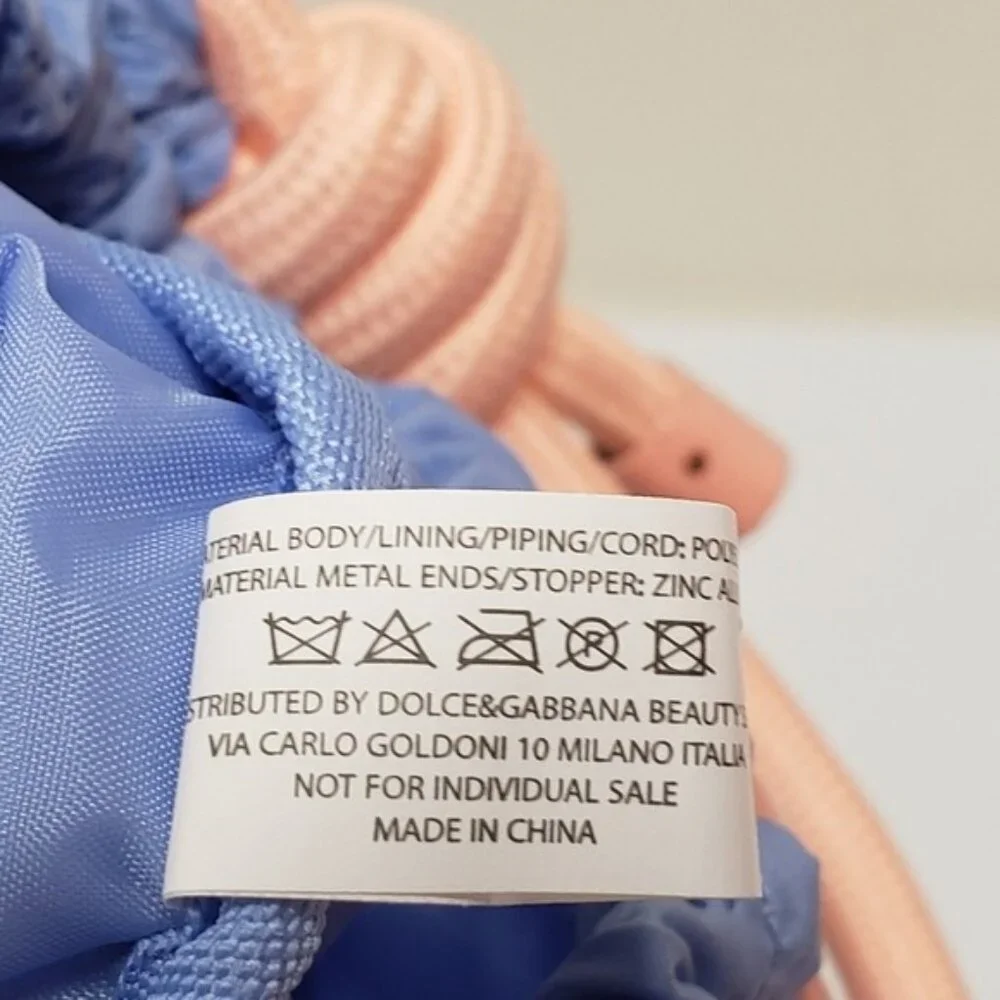 TERIAL BODY/LINING/PIPING/CORD: POL
MATERIAL METAL ENDS/STOPPER: ZINC AL
P
STRIBUTED BY DOLCE&GABBANA BEAUTY
VIA CARLO GOLDONI 10 MILANO ITALIA
NOT FOR INDIVIDUAL SALE
MADE IN CHINA